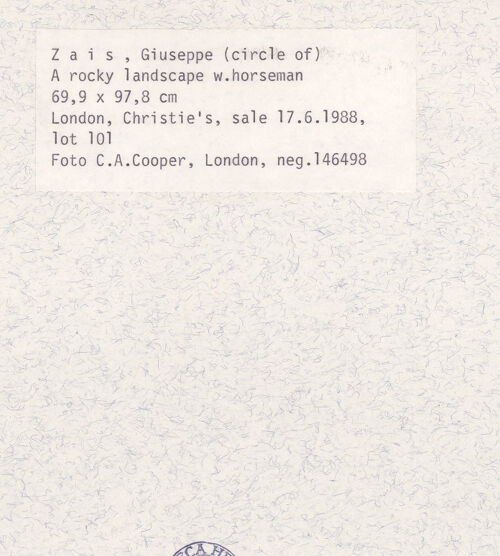 Z a i s , Giuseppe (circle of)
A rocky landscape w.horseman
69,9 x 97,8 cm
London, Christie's, sale 17.6.1988,
lot 101
Foto C.A.Cooper, London, neg.146498